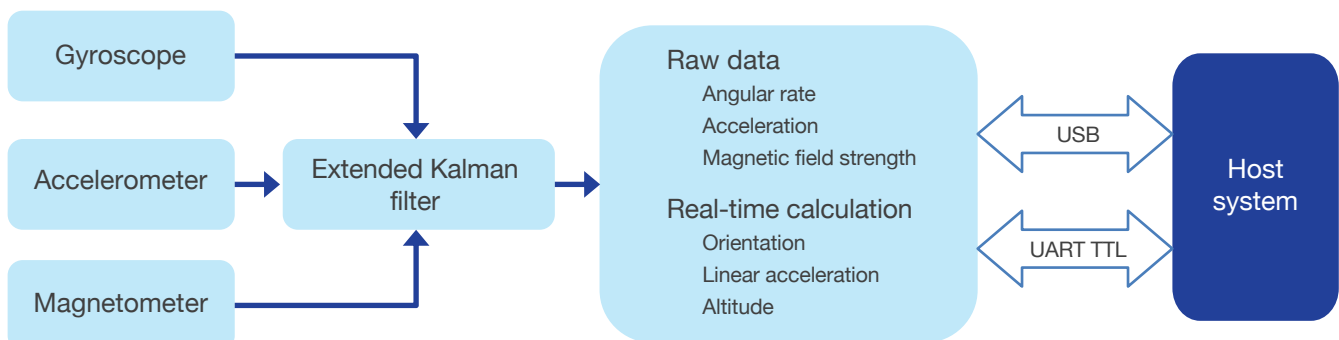 Gyroscope
Accelerometer
Magnetometer
Extended Kalman
filter
Raw data
Angular rate
Acceleration
Magnetic field strength
Real-time calculation
Orientation
Linear acceleration
Altitude
USB
UART TTL
Host
system